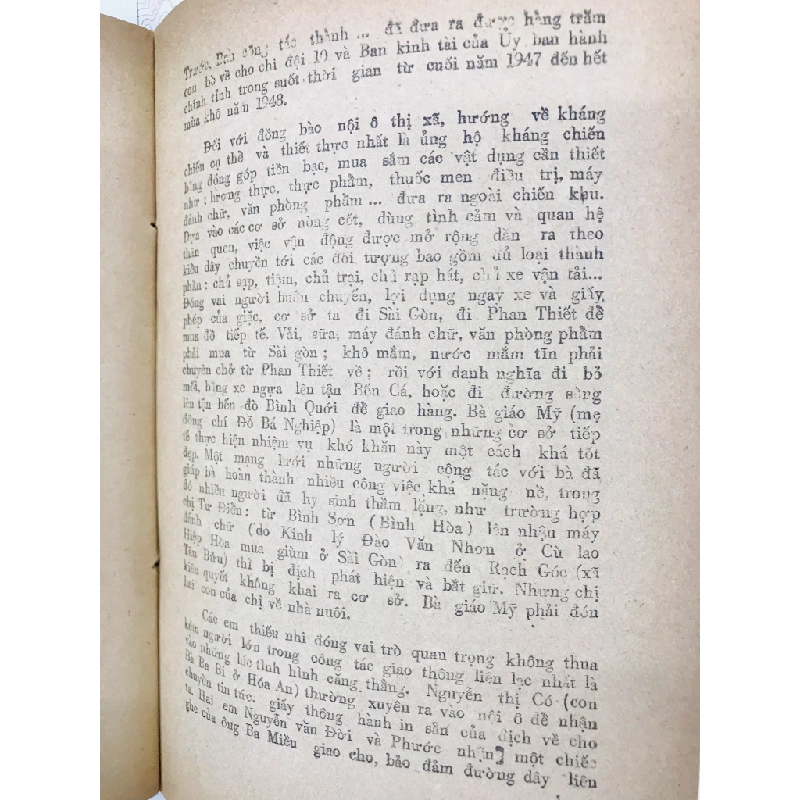 Trước, Ban công tác thành ... đã đưa ra được hàng trăm
con bò về cho chi đội 10 và Ban kinh tài của Ủy ban hành
chính tỉnh trong suốt thời gian từ cuối năm 1947 đến hết
mùa khô năm 1948.
Đối với đồng bào nội ô thị xã, hướng về kháng
chiến cụ thể và thiết thực nhất là ủng hộ kháng chiến
bằng đóng góp tiền bạc, mua sắm các vật dụng cần thiết
như : lương thực, thực phẩm, thuốc men điều trị, máy
đánh chữ, văn phòng phẩm ... đưa ra ngoài chiến khu.
Dựa vào các cơ sở nòng cốt, dùng tình cảm và quan hệ
thân quen, việc vận động được mở rộng dần ra theo
kiểu dây chuyền tới các đối tượng bao gồm đủ loại thành
phần : chủ sạp, tiệm, chủ trại, chủ rạp hát, chủ xe vận tải...
Đóng vai người buôn chuyến, lợi dụng ngay xe và giấy
phép của giặc, cơ sở ta đi Sài Gòn, đi Phan Thiết để
mua đồ tiếp tế. Vải, sữa, máy đánh chữ, văn phòng phẩm
phải mua từ Sài gòn ; khô mắm, nước mắm tĩn phải
chuyên chở từ Phan Thiết về ; rồi với danh nghĩa đi bỏ
mối, bằng xe ngựa lên tận Bến Cá, hoặc đi đường sông
lên tận bến đò Bình Quới để giao hàng. Bà giáo Mỹ (mẹ
đồng chí Đỗ Bá Nghiệp) là một trong những cơ sở tiếp
tế thực hiện nhiệm vụ khó khăn này một cách khá tốt
đẹp. Một mạng lưới những người công tác với bà đã
giúp bà hoàn thành nhiều công việc khá nặng nề, trong
đó nhiều người đã hy sinh thầm lặng, như trường hợp
chị Tư Điền : từ Bình Sơn (Bình Hòa) lên nhận máy
đánh chữ (do Kinh lý Đào Văn Nhơn ở Cù lao
Hiệp Hòa mua giùm ở Sài Gòn) ra đến Rạch Gốc (xã
Tân Bửu) thì bị địch phát hiện và bắt giữ. Nhưng chị
kiên quyết không khai ra cơ sở. Bà giáo Mỹ phải đón
hai con của chị về nhà nuôi.
Các em thiếu nhi đóng vai trò quan trọng không thua
kém người lớn trong công tác giao thông liên lạc nhất là
vào những lúc tình hình căng thẳng. Nguyễn thị Có (con
Bà Ba Bỉ ở Hóa An) thường xuyên ra vào nội ô để nhận
chuyển tin tức, giấy thông hành in sẵn của địch về cho
ta. Hai em Nguyễn văn Đời và Phước nhận một chiếc
ghe của ông Ba Miều giao cho, bảo đảm đường dây liên